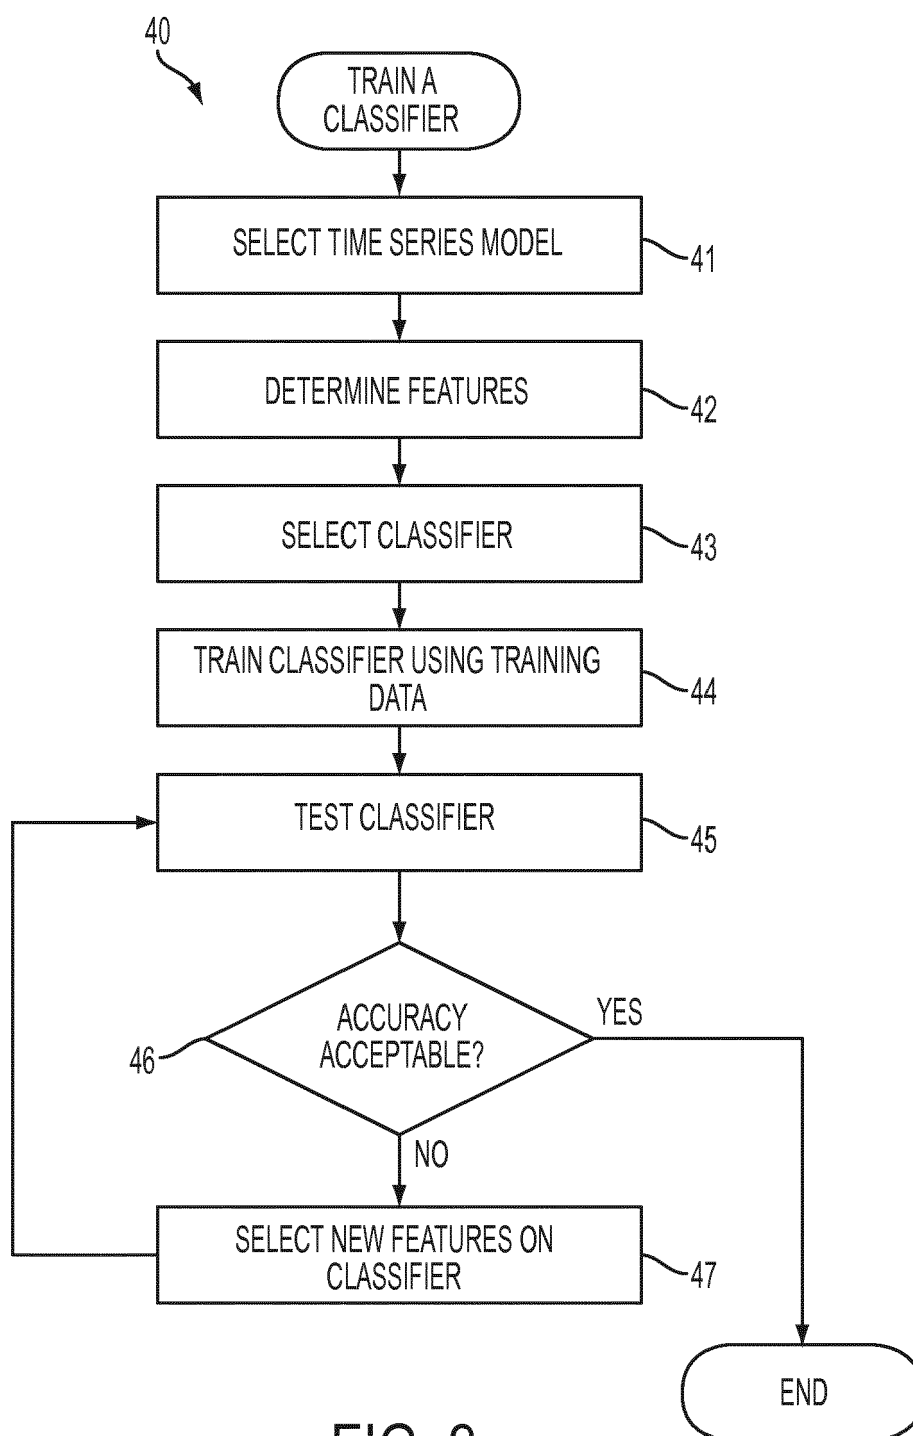 40
TRAIN A
CLASSIFIER
SELECT TIME SERIES MODEL
41
DETERMINE FEATURES
42
SELECT CLASSIFIER
43
TRAIN CLASSIFIER USING TRAINING
DATA
44
TEST CLASSIFIER
45
ACCURACY
ACCEPTABLE?
46
YES
NO
SELECT NEW FEATURES ON
CLASSIFIER
47
END
FIG.